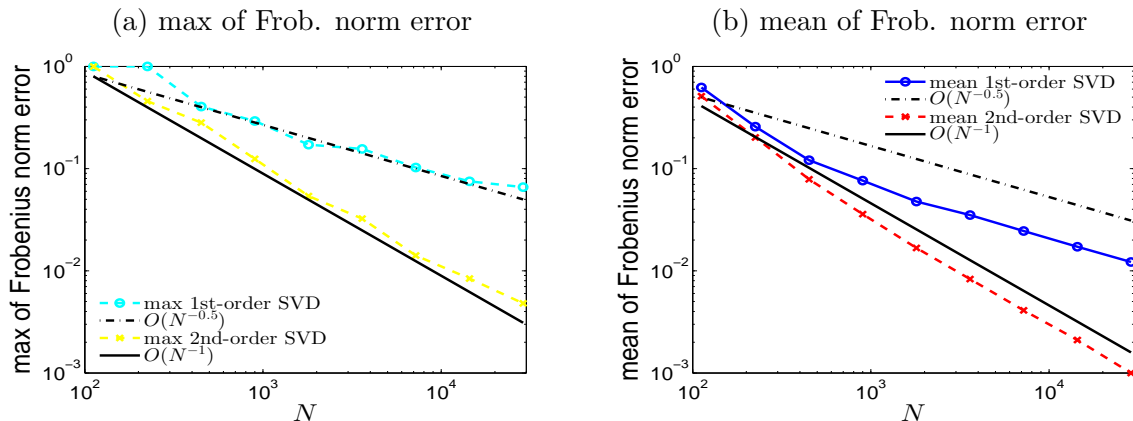 (a) max of Frob. norm error
max of Frobenius norm error
10^0
10^{-1}
10^{-2}
10^{-3}
max 1st-order SVD
O(N^{-0.5})
max 2nd-order SVD
O(N^{-1})
10^2
10^3
10^4
N
(b) mean of Frob. norm error
mean of Frobenius norm error
10^0
10^{-1}
10^{-2}
10^{-3}
mean 1st-order SVD
O(N^{-0.5})
mean 2nd-order SVD
O(N^{-1})
10^2
10^3
10^4
N